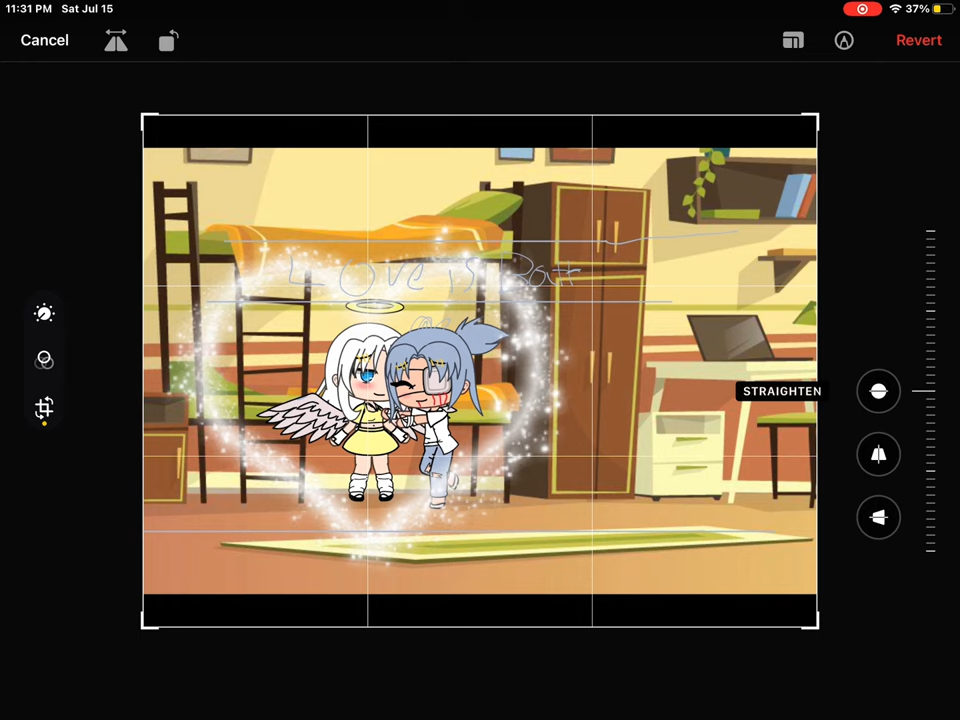 11:31 PM Sat Jul 15
37%
Cancel
Revert
Love is
STRAIGHTEN